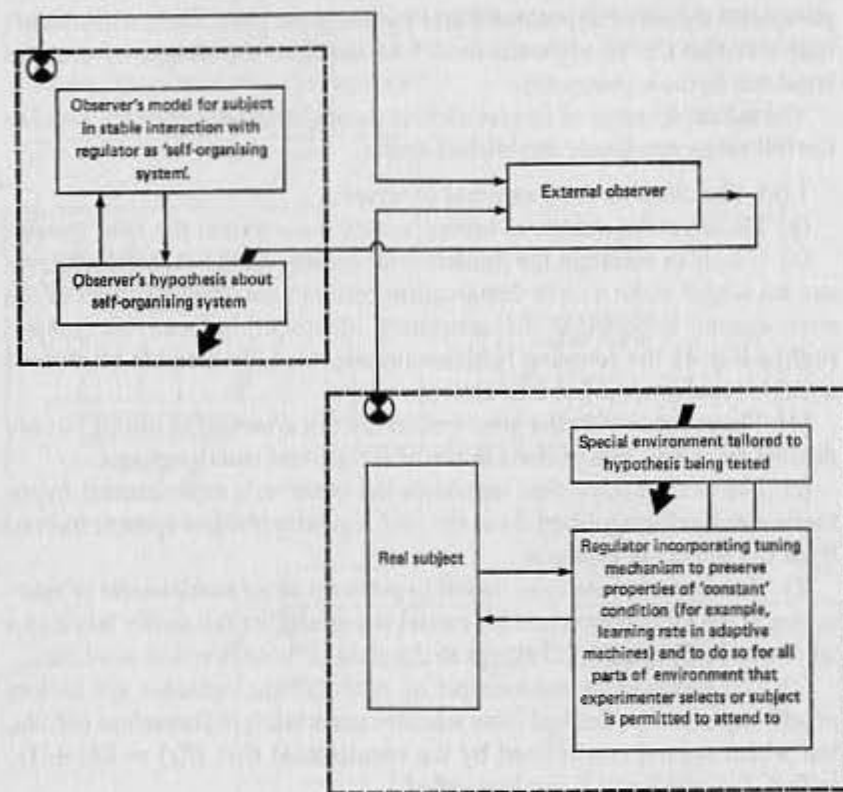 Observer's model for subject
in stable interaction with
regulator as 'self-organising
system'.
External observer
Observer's hypothesis about
self-organising system
Special environment tailored to
hypothesis being tested
Real subject
Regulator incorporating tuning
mechanism to preserve
properties of 'constant'
condition (for example,
learning rate in adaptive
machines) and to do so for all
parts of environment that
experimenter selects or subject
is permitted to attend to